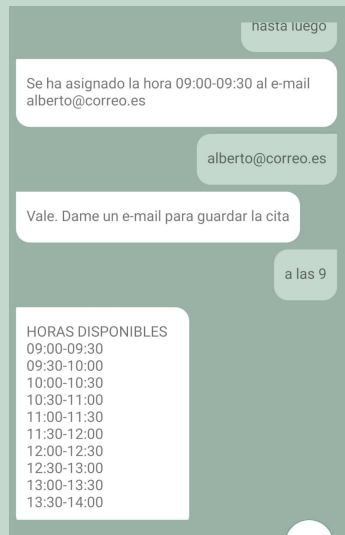 hasta luego
Se ha asignado la hora 09:00-09:30 al e-mail
alberto@correo.es
alberto@correo.es
Vale. Dame un e-mail para guardar la cita
a las 9
HORAS DISPONIBLES
09:00-09:30
09:30-10:00
10:00-10:30
10:30-11:00
11:00-11:30
11:30-12:00
12:00-12:30
12:30-13:00
13:00-13:30
13:30-14:00